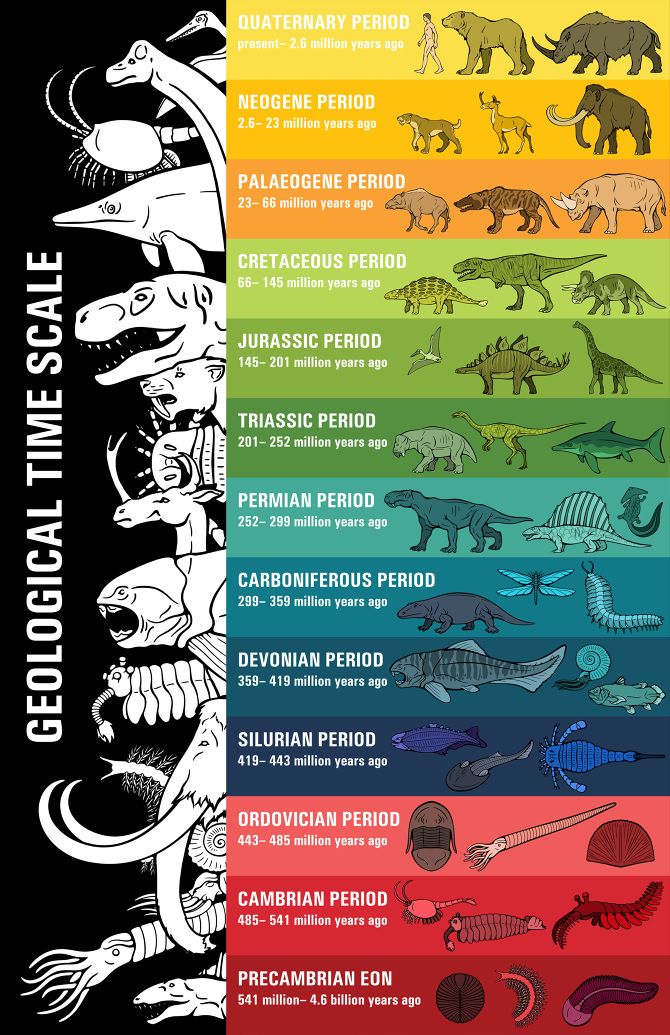 GEOLOGICAL TIME SCALE
QUATERNARY PERIOD
present– 2.6 million years ago
NEOGENE PERIOD
2.6– 23 million years ago
PALAEOGENE PERIOD
23– 66 million years ago
CRETACEOUS PERIOD
66– 145 million years ago
JURASSIC PERIOD
145– 201 million years ago
TRIASSIC PERIOD
201– 252 million years ago
PERMIAN PERIOD
252– 299 million years ago
CARBONIFEROUS PERIOD
299– 359 million years ago
DEVONIAN PERIOD
359– 419 million years ago
SILURIAN PERIOD
419– 443 million years ago
ORDOVICIAN PERIOD
443– 485 million years ago
CAMBRIAN PERIOD
485– 541 million years ago
PRECAMBRIAN EON
541 million– 4.6 billion years ago